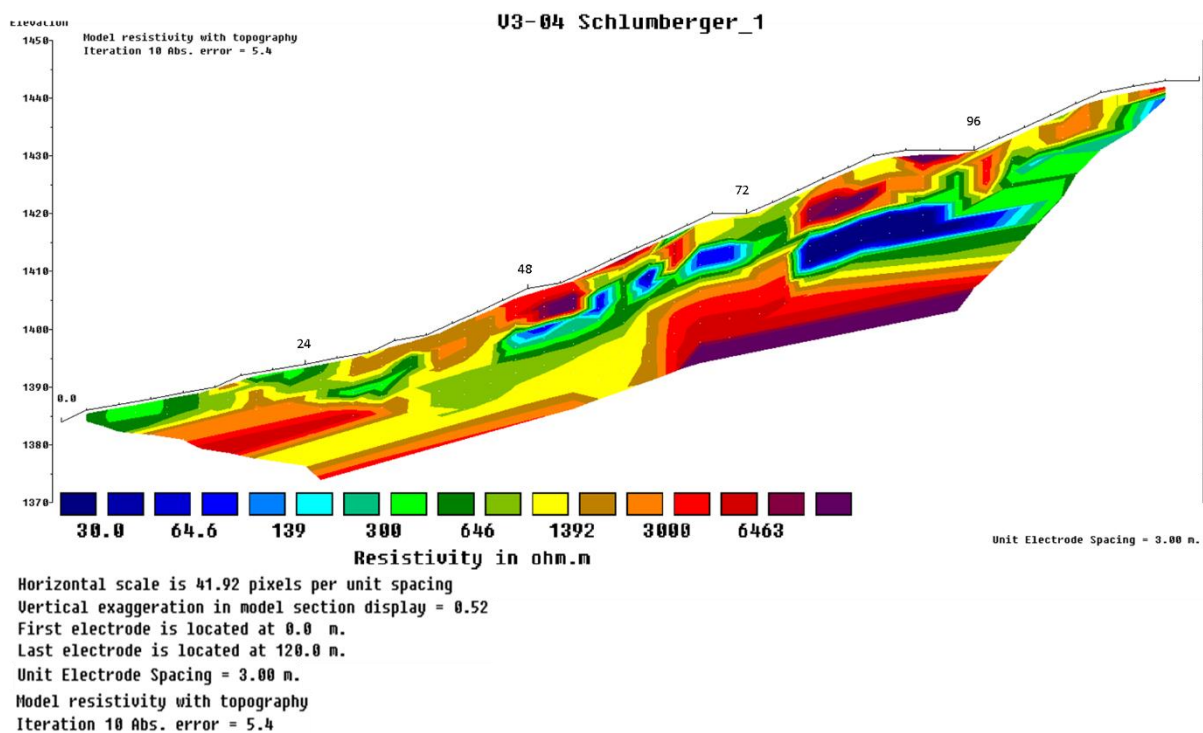 V3-04 Schlumberger_1
Elevation
Model resistivity with topography
Iteration 10 Abs. error = 5.4
1450
1440
1430
1420
1410
1400
1390
1380
1370
0.0
24
48
72
96
30.0 64.6 139 300 646 1392 3000 6463
Resistivity in ohm.m
Unit Electrode Spacing = 3.00 m.
Horizontal scale is 41.92 pixels per unit spacing
Vertical exaggeration in model section display = 0.52
First electrode is located at 0.0 m.
Last electrode is located at 120.0 m.
Unit Electrode Spacing = 3.00 m.
Model resistivity with topography
Iteration 10 Abs. error = 5.4